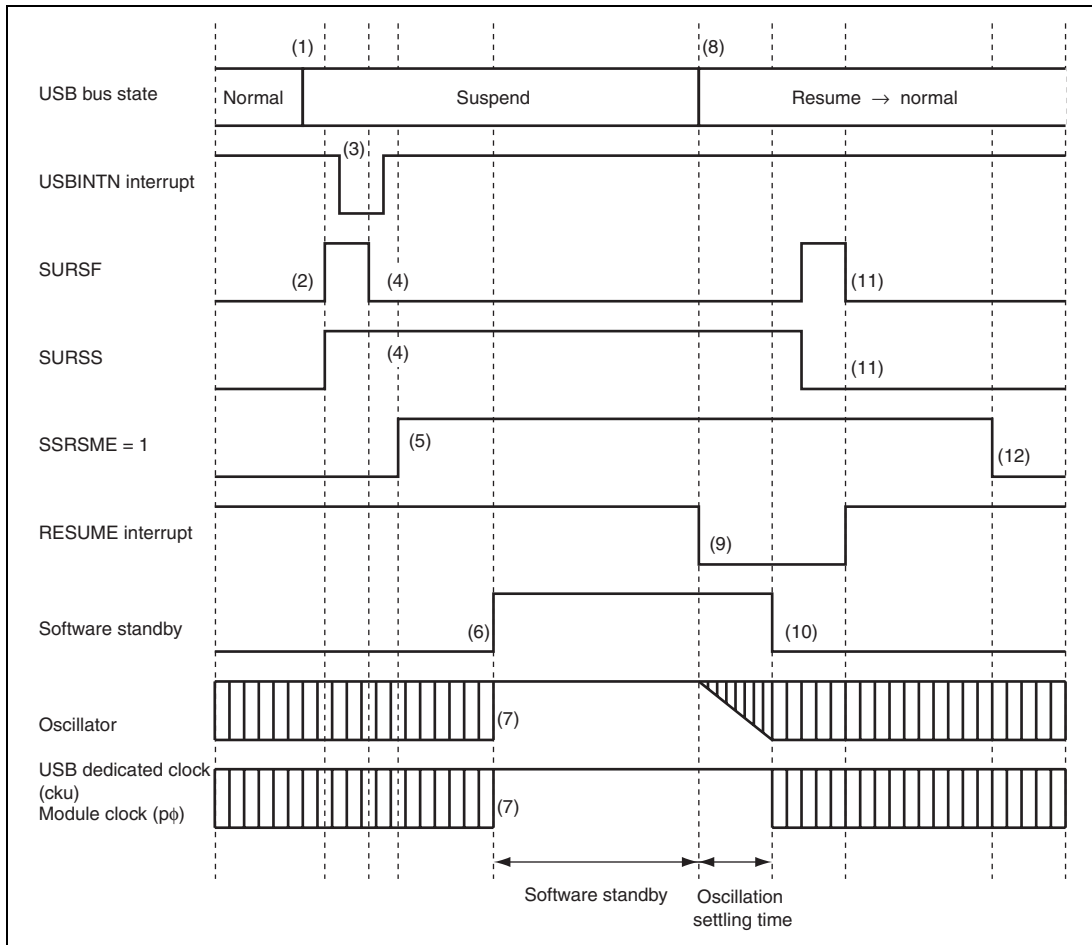 (1) (8)
USB bus state Normal Suspend Resume → normal
(3)
USBINTN interrupt
SURSF
(2) (4) (11)
SURSS (4) (11)
SSRSME = 1 (5) (12)
RESUME interrupt (9)
Software standby (6) (10)
Oscillator (7)
USB dedicated clock
(cku)
Module clock (pϕ) (7)
Software standby Oscillation
settling time